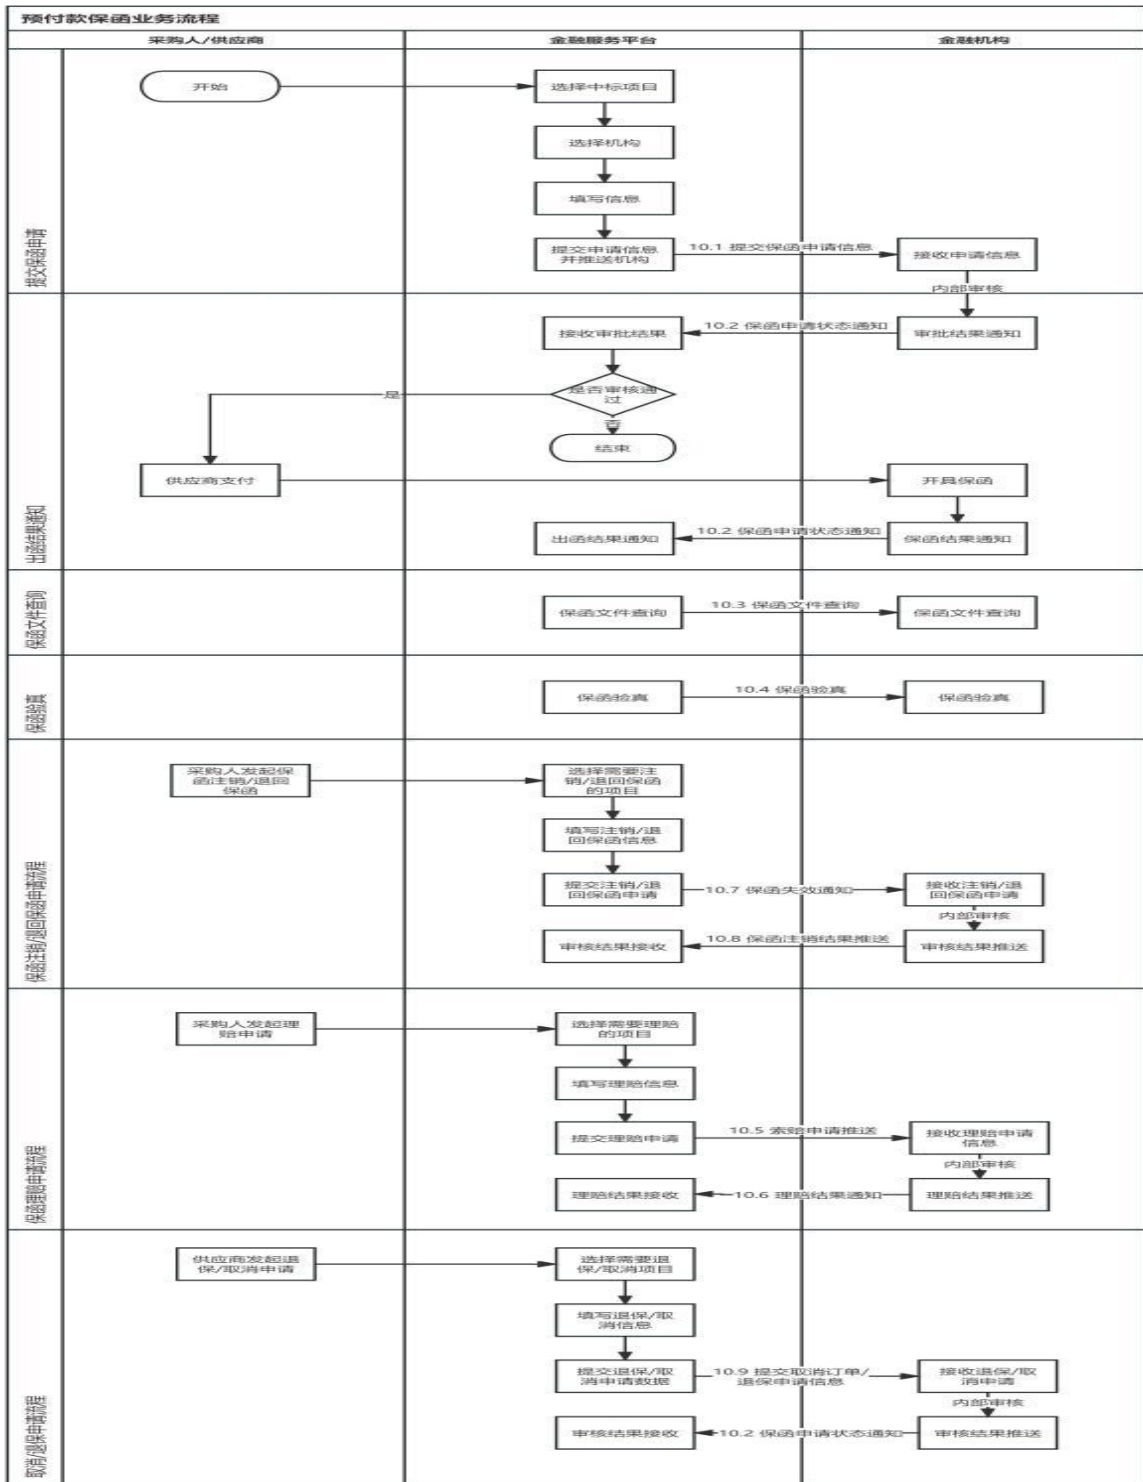 预付款保函业务流程
采购人/供应商
金融服务平台
金融机构
提交保函申请
开始
选择中标项目
选择机构
填写信息
提交申请信息
并推送机构
10.1 提交保函申请信息
接收申请信息
内部审核
出函结果通知
接收审批结果
10.2 保函申请状态通知
审批结果通知
是否审核通
过
是
否
结束
供应商支付
开具保函
出函结果通知
10.2 保函申请状态通知
保函结果通知
保函文件查询
保函文件查询
10.3 保函文件查询
保函文件查询
保函验真
保函验真
10.4 保函验真
保函验真
保函注销/退回保函申请流程
采购人发起保
函注销/退回
保函
选择需要注
销/退回保函
的项目
填写注销/退
回保函信息
提交注销/退
回保函申请
10.7 保函失效通知
接收注销/退
回保函申请
内部审核
审核结果接收
10.8 保函注销结果推送
审核结果推送
保函理赔申请流程
采购人发起理
赔申请
选择需要理赔
的项目
填写理赔信息
提交理赔申请
10.5 索赔申请推送
接收理赔申请
信息
内部审核
理赔结果接收
10.6 理赔结果通知
理赔结果推送
取消/退保申请流程
供应商发起退
保/取消申请
选择需要退
保/取消项目
填写退保/取
消信息
提交退保/取
消申请数据
10.9 提交取消订单/
退保申请信息
接收退保/取
消申请
内部审核
审核结果接收
10.2 保函申请状态通知
审核结果推送